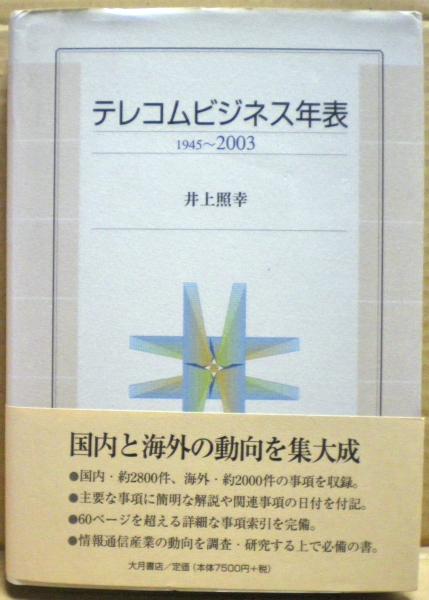 テレコムビジネス年表
1945〜2003
井上照幸
国内と海外の動向を集大成
●国内・約2800件、海外・約2000件の事項を収録。
●主要な事項に簡明な解説や関連事項の日付を付記。
●60ページを超える詳細な事項索引を完備。
●情報通信産業の動向を調査・研究する上で必備の書。
大月書店/定価(本体7500円+税)